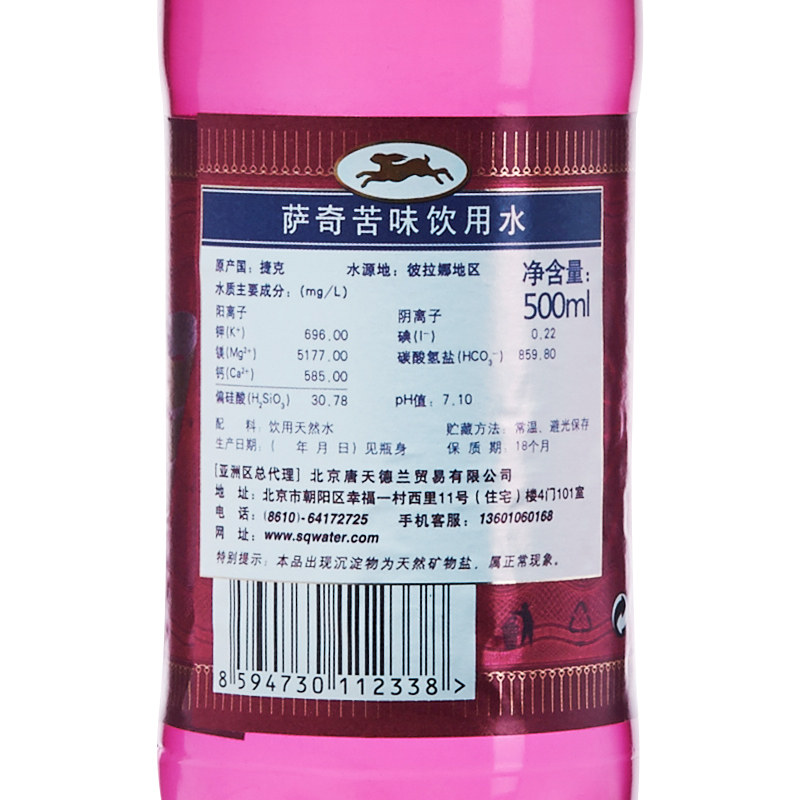 萨奇苦味饮用水
原产国：捷克 水源地：彼拉娜地区 净含量：
水质主要成分：(mg/L) 500ml
阳离子 阴离子
钾(K⁺) 696.00 碘(I⁻) 0.22
镁(Mg²⁺) 5177.00 碳酸氢盐(HCO₃⁻) 859.80
钙(Ca²⁺) 585.00
偏硅酸(H₂SiO₃) 30.78 pH值：7.10
配 料：饮用天然水 贮藏方法：常温、避光保存
生产日期：( 年 月 日) 见瓶身 保 质 期：18个月
[亚洲区总代理] 北京唐天德兰贸易有限公司
地 址：北京市朝阳区幸福一村西里11号（住宅）楼4门101室
电 话：(8610)-64172725 手机客服：13601060168
网 址：www.sqwater.com
特别提示：本品出现沉淀物为天然矿物盐，属正常现象。
8 594730 112338 >